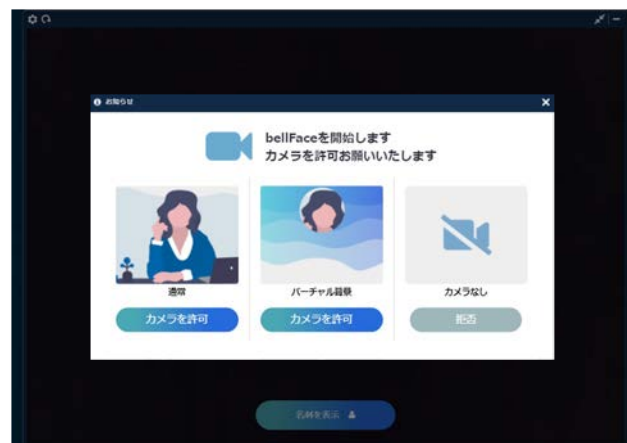 お知らせ
bellFaceを開始します
カメラを許可お願いいたします
通常
バーチャル背景
カメラなし
カメラを許可
カメラを許可
拒否
名刺を表示